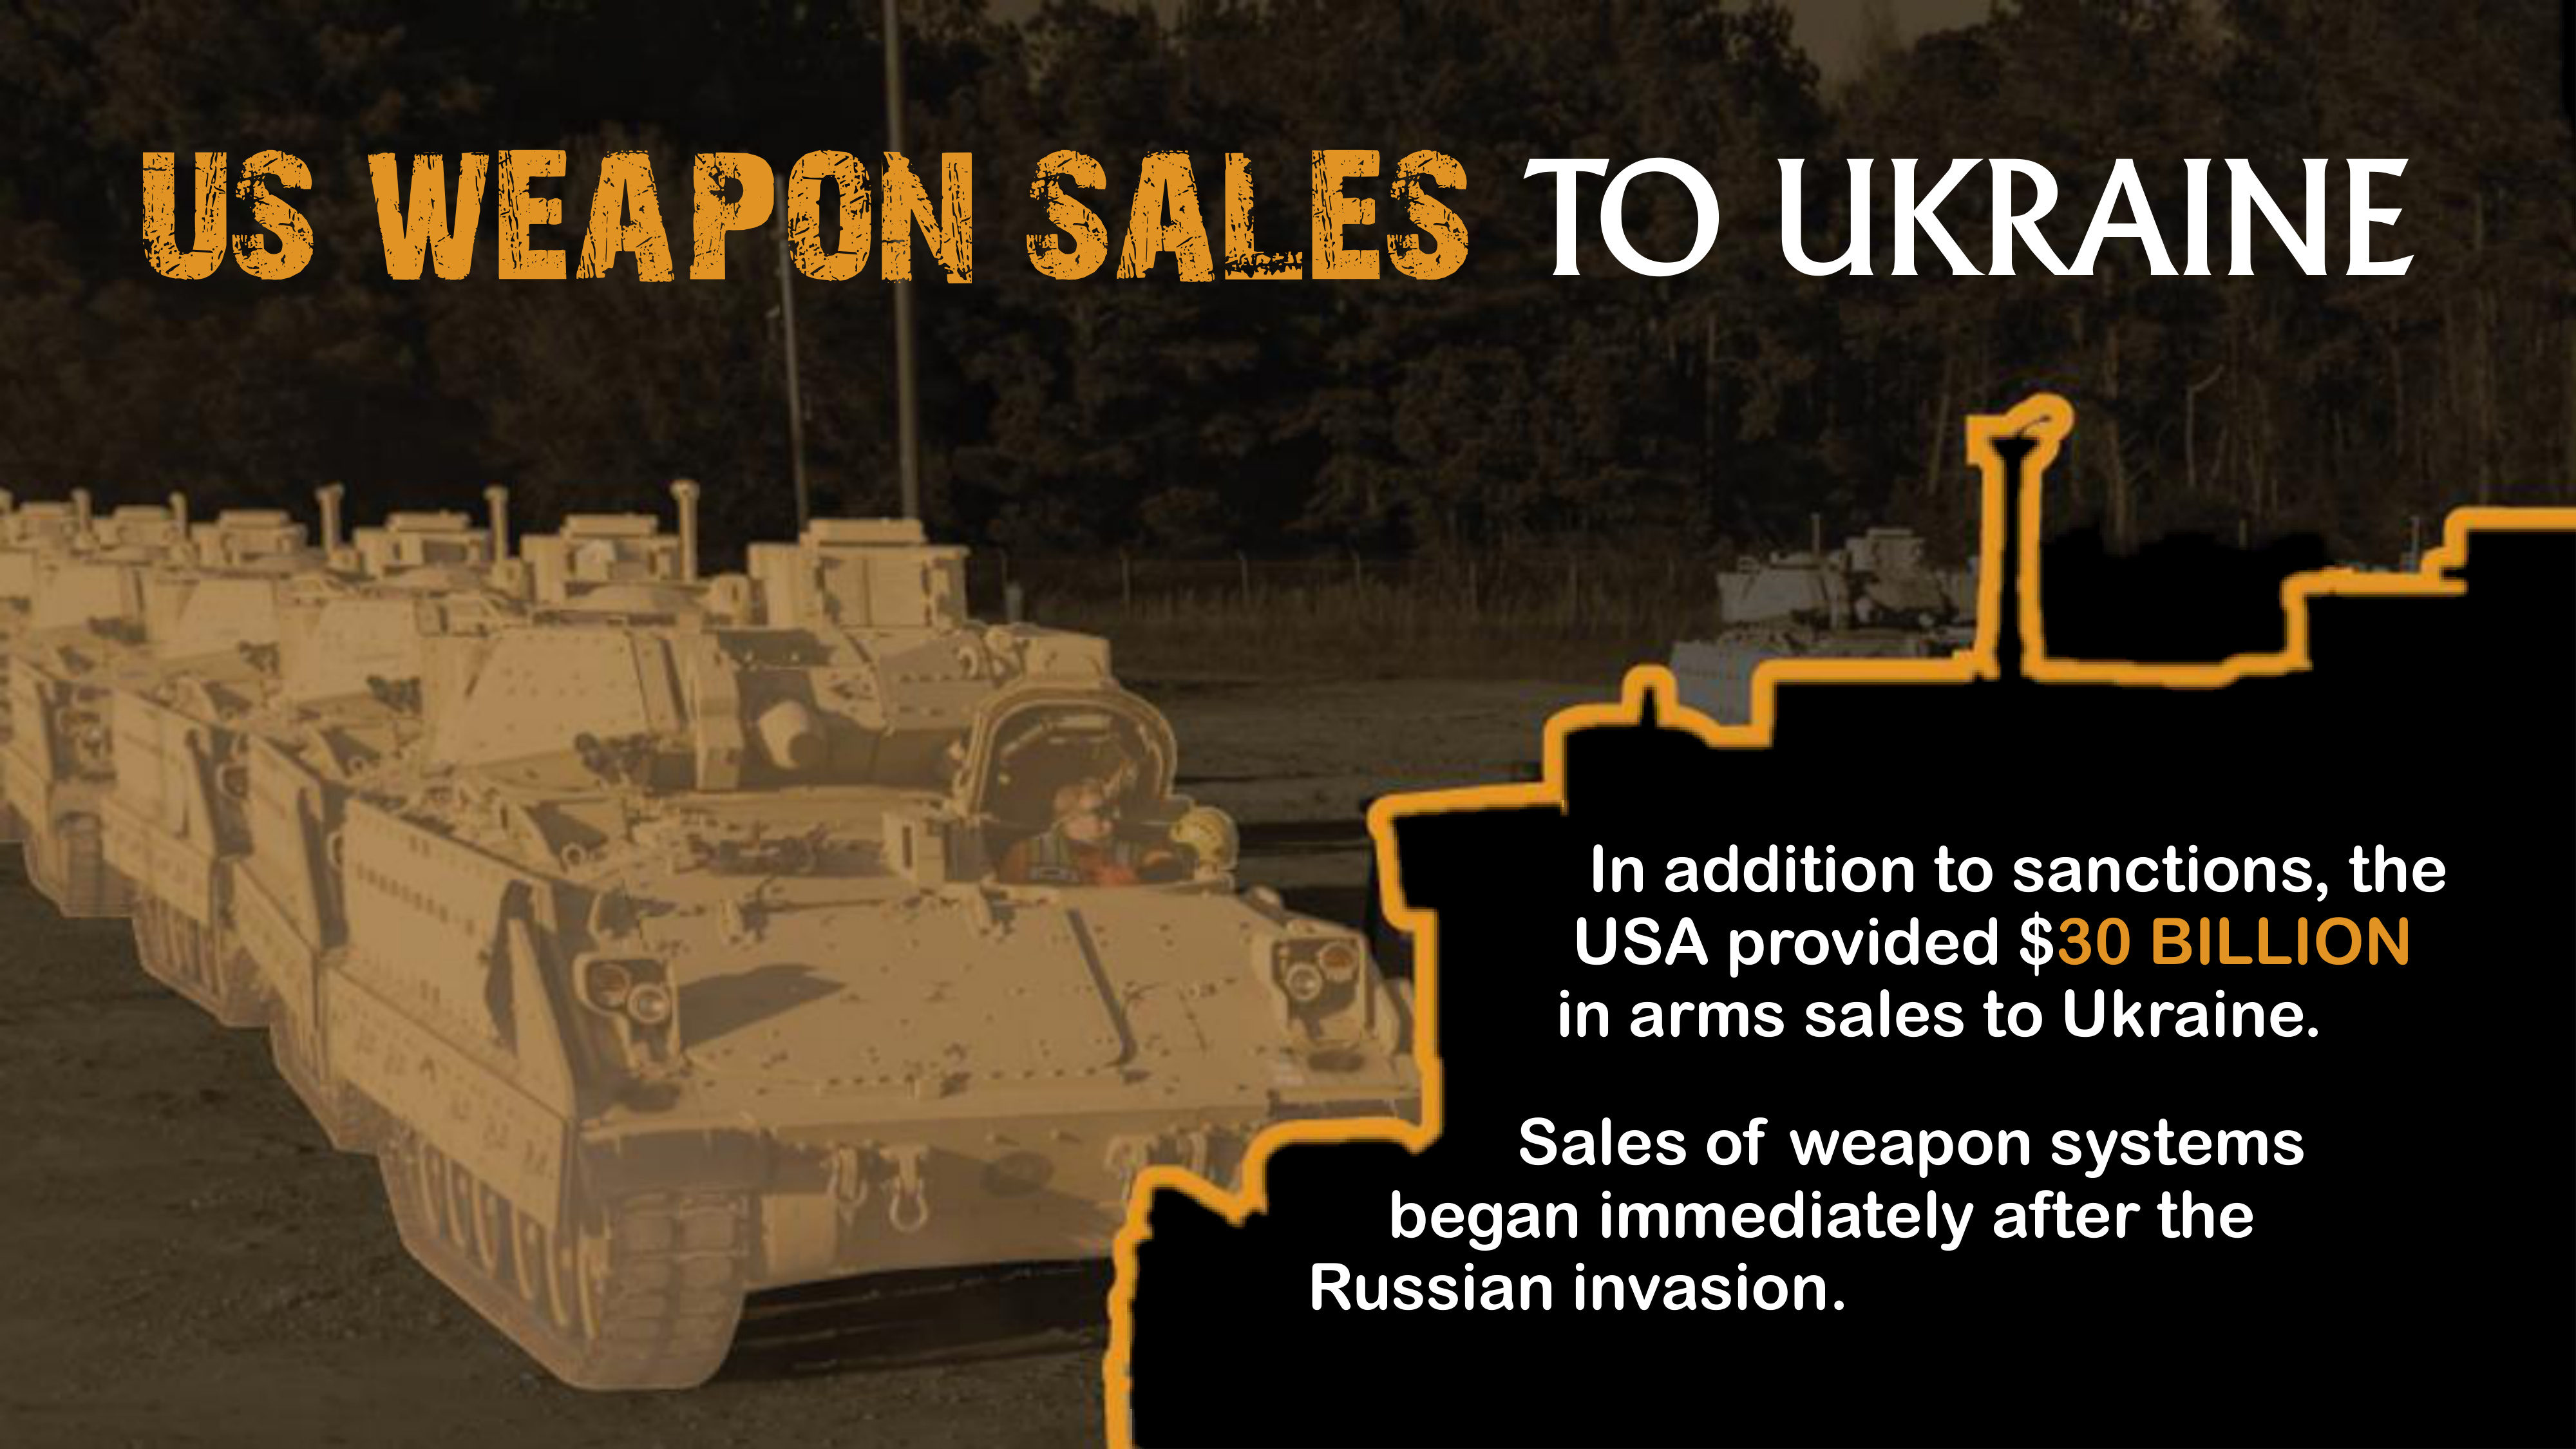 US WEAPON SALES TO UKRAINE
In addition to sanctions, the
USA provided $30 BILLION
in arms sales to Ukraine.
Sales of weapon systems
began immediately after the
Russian invasion.